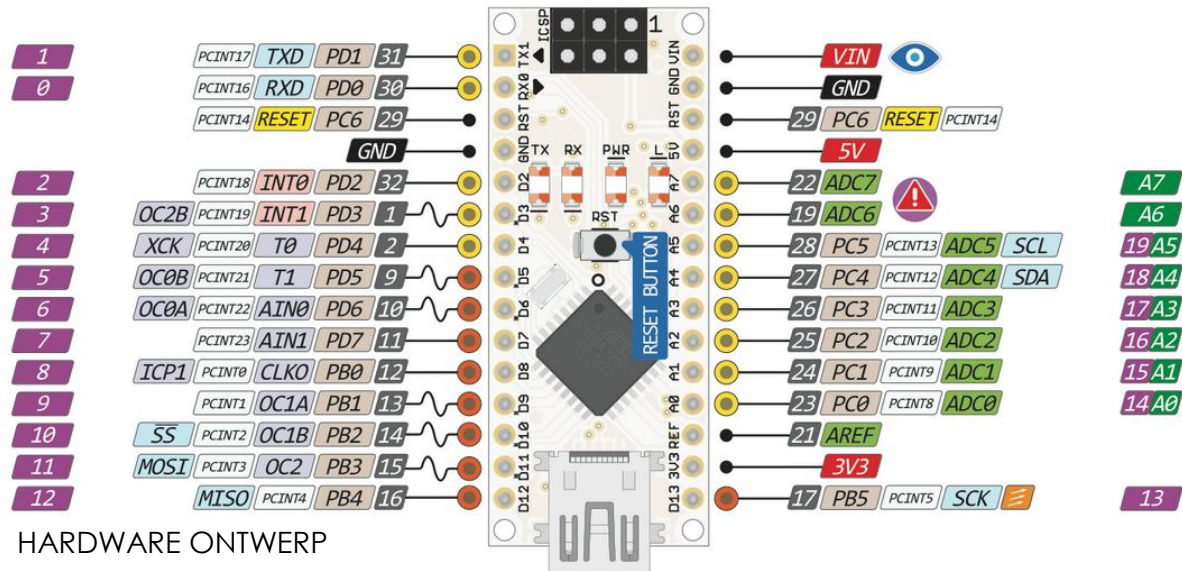 ICSP 1
1 PCINT17 TXD PD1 31 TX1 VIN VIN
0 PCINT16 RXD PD0 30 RX0 GND GND
PCINT14 RESET PC6 29 RST RST 29 PC6 RESET PCINT14
GND GND 5V 5V
TX RX PWR L
2 PCINT18 INT0 PD2 32 D2 A7 22 ADC7 A7
3 OC2B PCINT19 INT1 PD3 1 D3 A6 19 ADC6 A6
RST
4 XCK PCINT20 T0 PD4 2 D4 A5 28 PC5 PCINT13 ADC5 SCL 19 A5
5 OC0B PCINT21 T1 PD5 9 D5 A4 27 PC4 PCINT12 ADC4 SDA 18 A4
RESET BUTTON
6 OC0A PCINT22 AIN0 PD6 10 D6 A3 26 PC3 PCINT11 ADC3 17 A3
7 PCINT23 AIN1 PD7 11 D7 A2 25 PC2 PCINT10 ADC2 16 A2
8 ICP1 PCINT0 CLKO PB0 12 D8 A1 24 PC1 PCINT9 ADC1 15 A1
9 PCINT1 OC1A PB1 13 D9 A0 23 PC0 PCINT8 ADC0 14 A0
10 SS PCINT2 OC1B PB2 14 D10 REF 21 AREF
11 MOSI PCINT3 OC2 PB3 15 D11 3V3 3V3
12 MISO PCINT4 PB4 16 D12 D13 17 PB5 PCINT5 SCK 13
HARDWARE ONTWERP